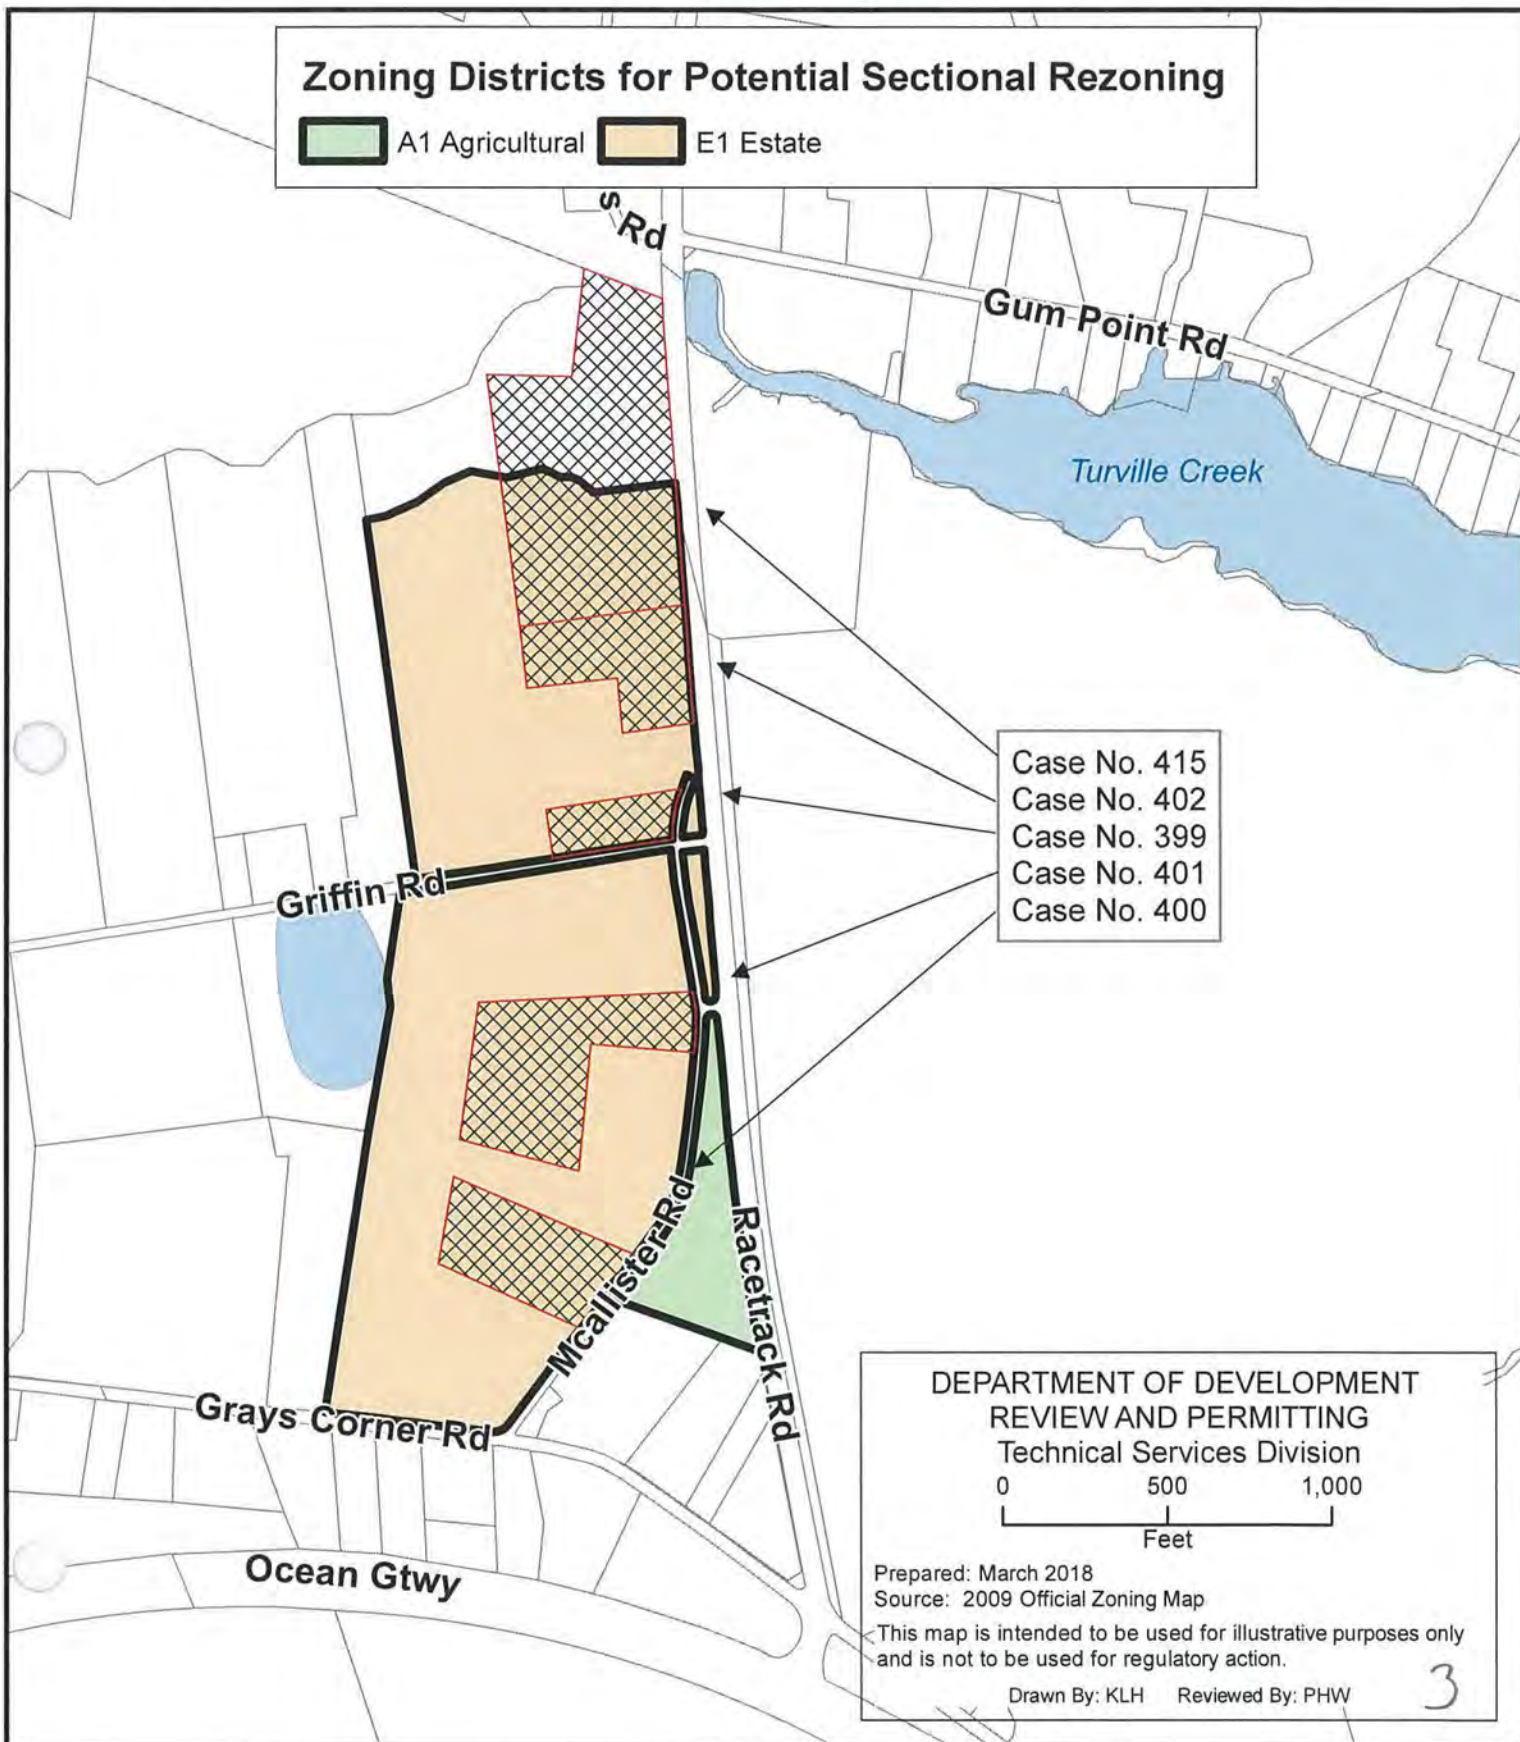 Zoning Districts for Potential Sectional Rezoning
A1 Agricultural
E1 Estate
s Rd
Gum Point Rd
Turville Creek
Case No. 415
Case No. 402
Case No. 399
Case No. 401
Case No. 400
Griffin Rd
Mcallister Rd
Racetrack Rd
Grays Corner Rd
Ocean Gtwy
DEPARTMENT OF DEVELOPMENT
REVIEW AND PERMITTING
Technical Services Division
0 500 1,000
Feet
Prepared: March 2018
Source: 2009 Official Zoning Map
This map is intended to be used for illustrative purposes only
and is not to be used for regulatory action.
Drawn By: KLH Reviewed By: PHW
3